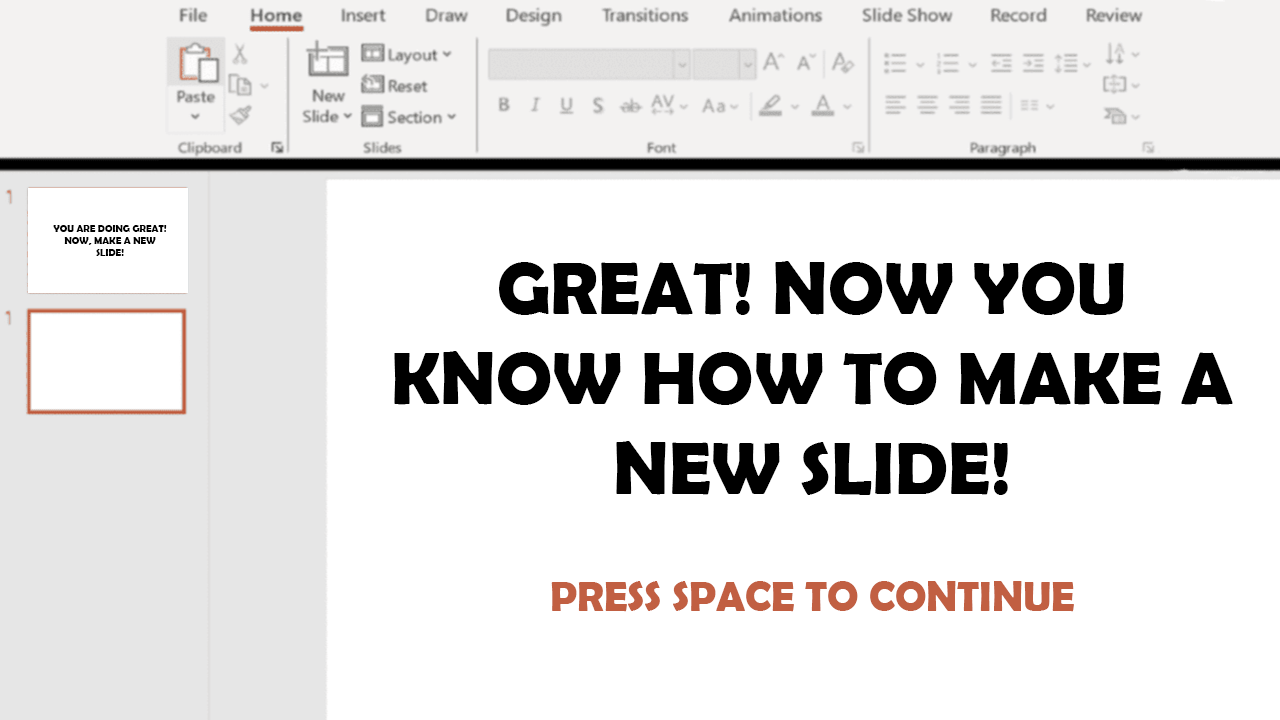 File Home Insert Draw Design Transitions Animations Slide Show Record Review
Paste
Clipboard
New
Slide
Layout
Reset
Section
Slides
B I U S ab AV Aa A
Font
Paragraph
1
YOU ARE DOING GREAT!
NOW, MAKE A NEW
SLIDE!
1
GREAT! NOW YOU
KNOW HOW TO MAKE A
NEW SLIDE!
PRESS SPACE TO CONTINUE